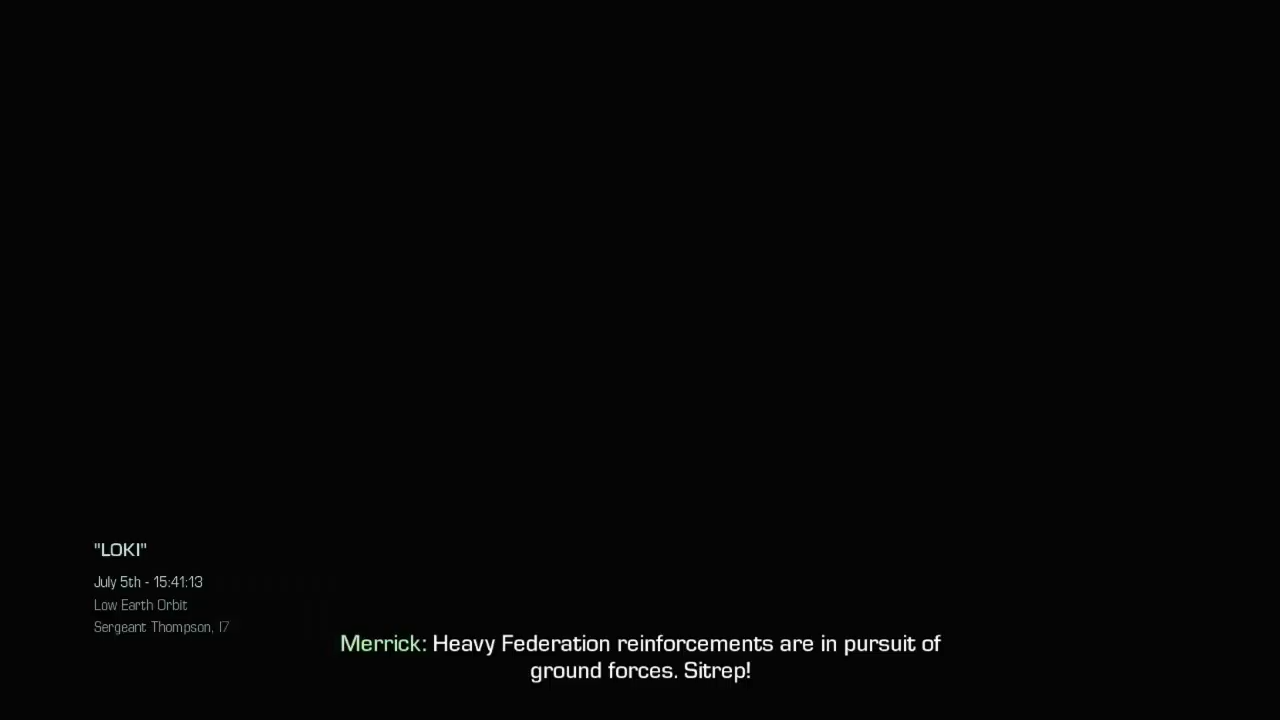 "LOKI"
July 5th - 15:41:13
Low Earth Orbit
Sergeant Thompson, 17
Merrick: Heavy Federation reinforcements are in pursuit of
ground forces. Sitrep!